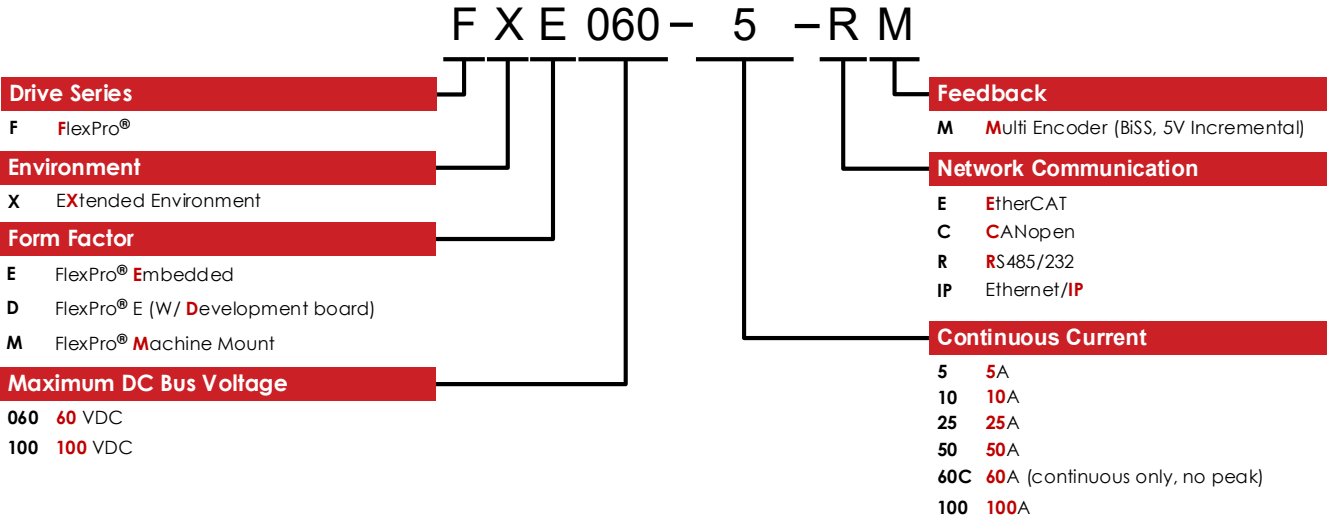 F X E 060 – 5 – R M
Drive Series
F FlexPro®
Environment
X EXtended Environment
Form Factor
E FlexPro® Embedded
D FlexPro® E (W/ Development board)
M FlexPro® Machine Mount
Maximum DC Bus Voltage
060 60 VDC
100 100 VDC
Feedback
M Multi Encoder (BiSS, 5V Incremental)
Network Communication
E EtherCAT
C CANopen
R RS485/232
IP Ethernet/IP
Continuous Current
5 5A
10 10A
25 25A
50 50A
60C 60A (continuous only, no peak)
100 100A